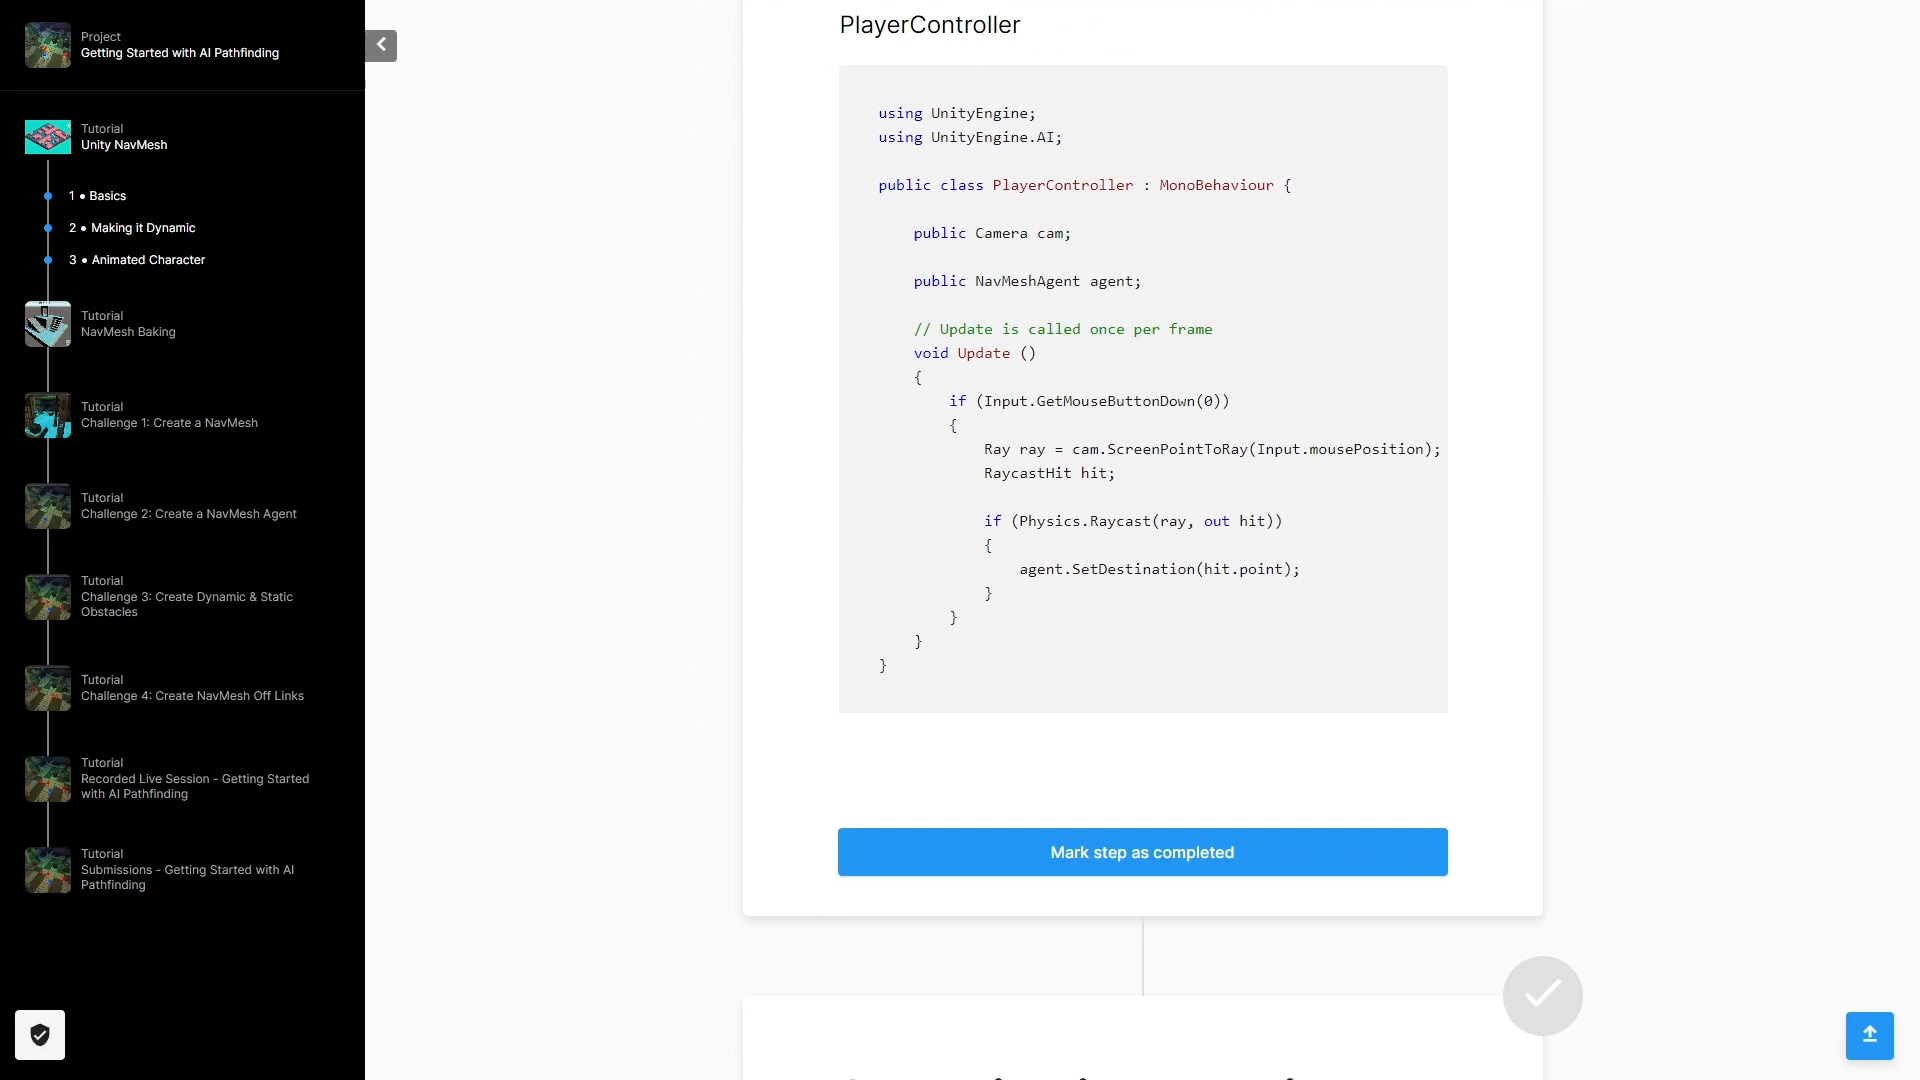 Project
Getting Started with AI Pathfinding
Tutorial
Unity NavMesh
1 • Basics
2 • Making it Dynamic
3 • Animated Character
Tutorial
NavMesh Baking
Tutorial
Challenge 1: Create a NavMesh
Tutorial
Challenge 2: Create a NavMesh Agent
Tutorial
Challenge 3: Create Dynamic & Static
Obstacles
Tutorial
Challenge 4: Create NavMesh Off Links
Tutorial
Recorded Live Session - Getting Started
with AI Pathfinding
Tutorial
Submissions - Getting Started with AI
Pathfinding
PlayerController
using UnityEngine;
using UnityEngine.AI;
public class PlayerController : MonoBehaviour {
public Camera cam;
public NavMeshAgent agent;
// Update is called once per frame
void Update ()
{
if (Input.GetMouseButtonDown(0))
{
Ray ray = cam.ScreenPointToRay(Input.mousePosition);
RaycastHit hit;
if (Physics.Raycast(ray, out hit))
{
agent.SetDestination(hit.point);
}
}
}
}
Mark step as completed